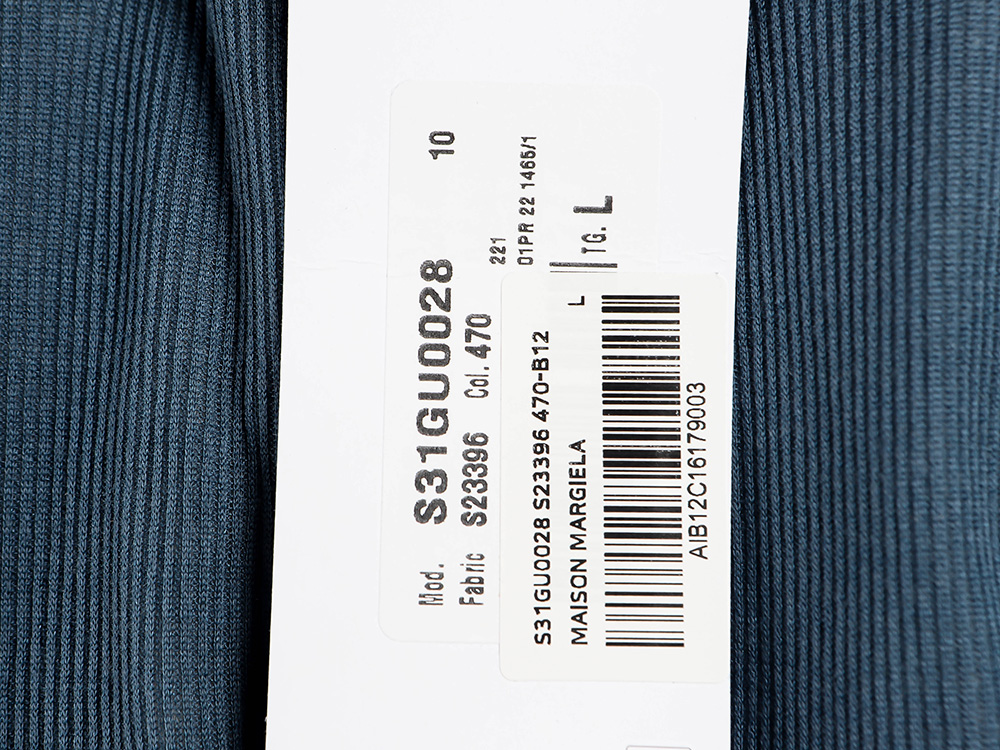 Mod. S31GU0028 10
Fabric S23396 Col. 470
221
01PR 22 1465/1
TG. L
S31GU0028 S23396 470-B12
MAISON MARGIELA L
AIB12C16179003